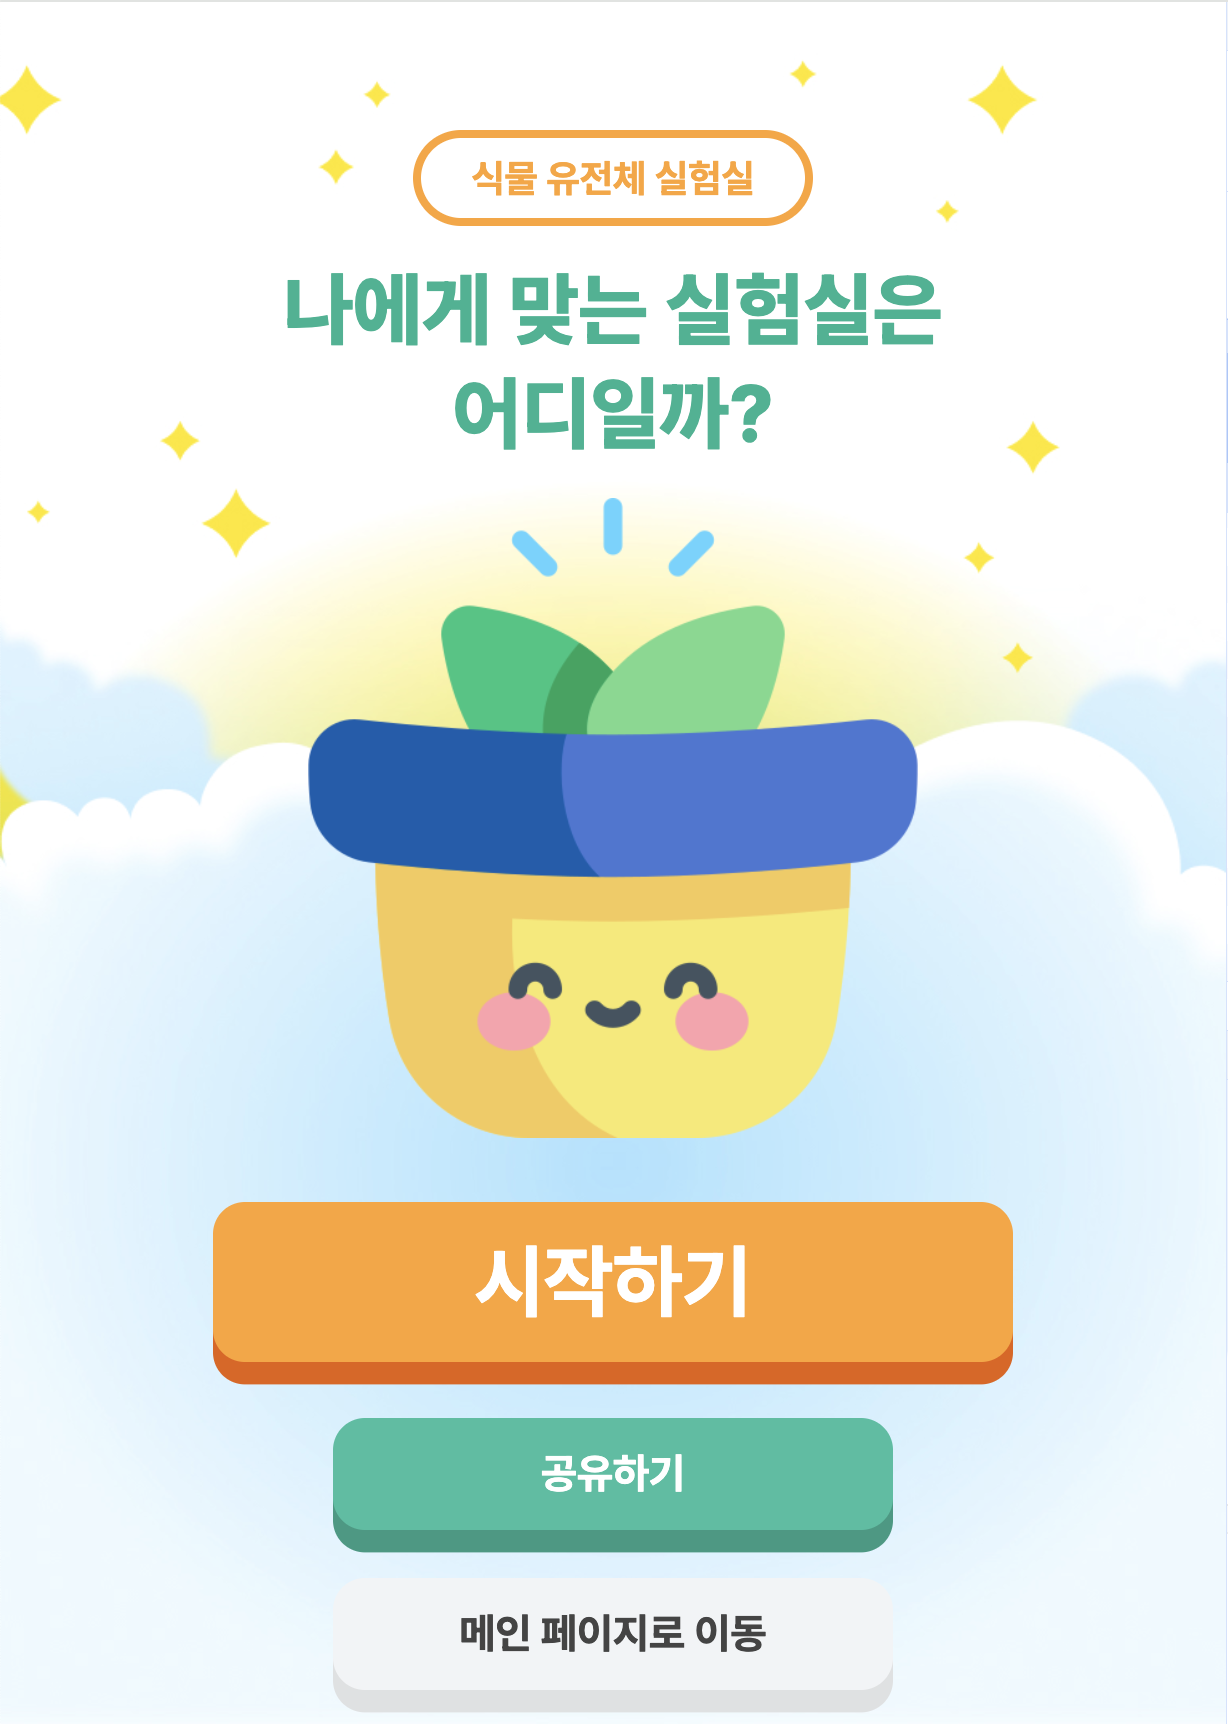 식물 유전체 실험실
나에게 맞는 실험실은
어디일까?
시작하기
공유하기
메인 페이지로 이동